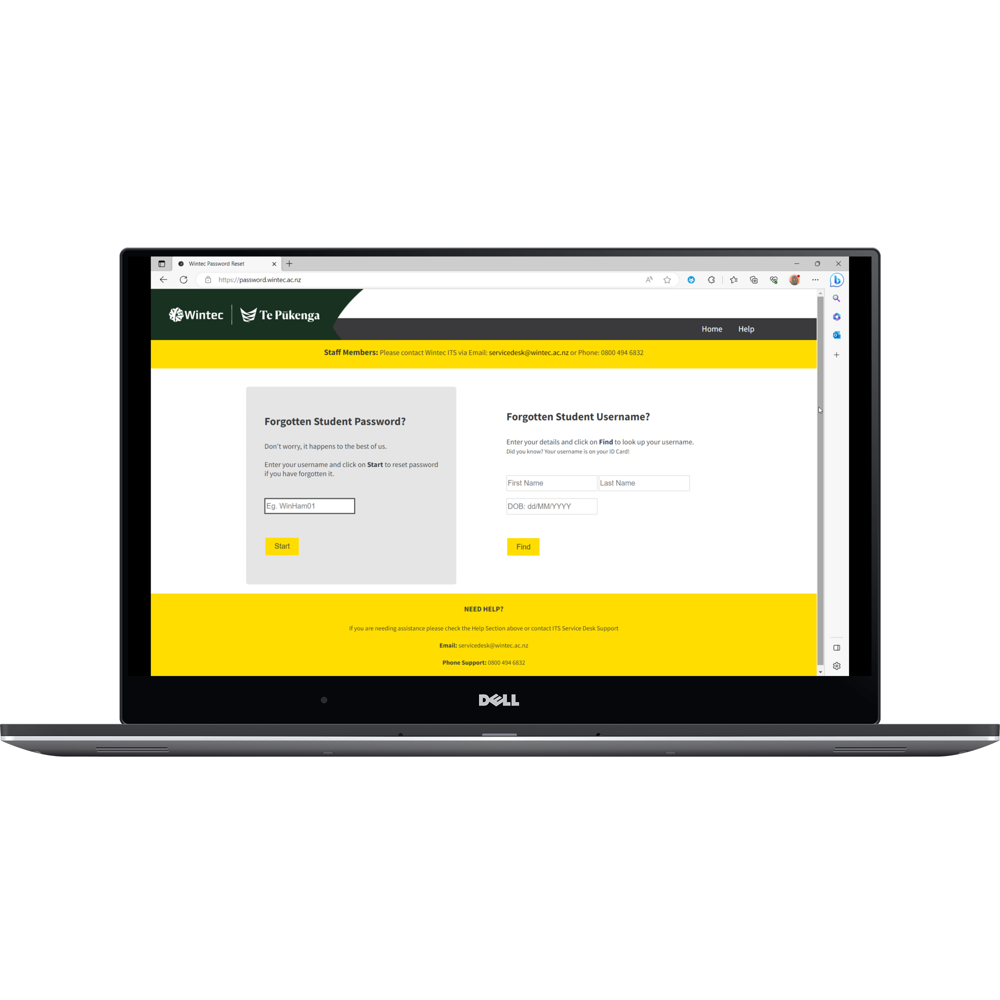 Wintec Password Reset
https://password.wintec.ac.nz
Wintec Te Pūkenga
Home Help
Staff Members: Please contact Wintec ITS via Email: servicedesk@wintec.ac.nz or Phone: 0800 494 6832
Forgotten Student Password?
Don't worry, it happens to the best of us.
Enter your username and click on Start to reset password
if you have forgotten it.
Eg. WinHam01
Start
Forgotten Student Username?
Enter your details and click on Find to look up your username.
Did you know? Your username is on your ID Card!
First Name Last Name
DOB: dd/MM/YYYY
Find
NEED HELP?
If you are needing assistance please check the Help Section above or contact ITS Service Desk Support
Email: servicedesk@wintec.ac.nz
Phone Support: 0800 494 6832
DELL